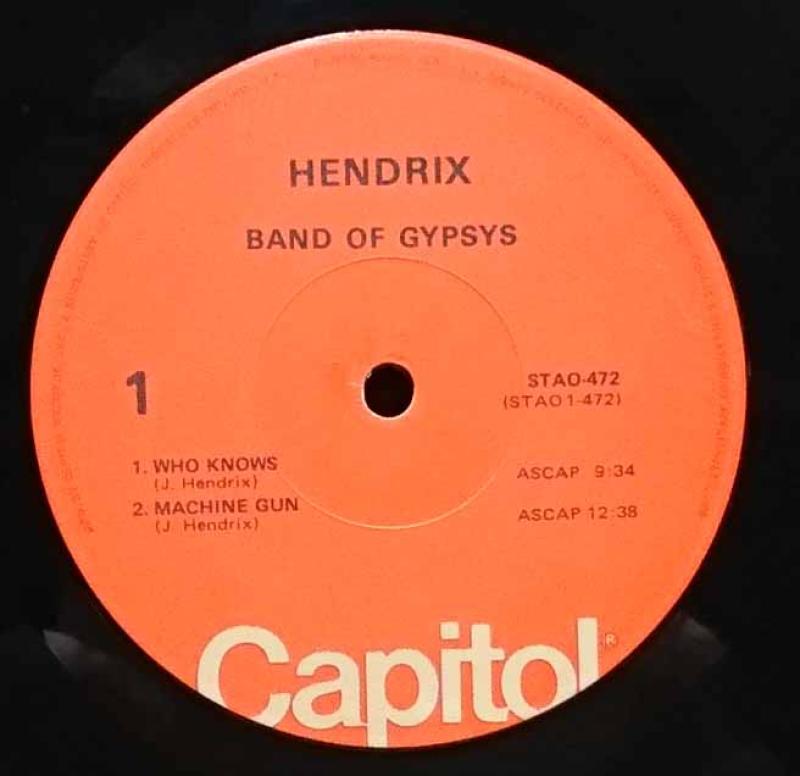 HENDRIX
BAND OF GYPSYS
1
STAO-472
(STAO 1-472)
1. WHO KNOWS
(J. Hendrix)
ASCAP 9:34
2. MACHINE GUN
(J Hendrix)
ASCAP 12:38
Capitol®